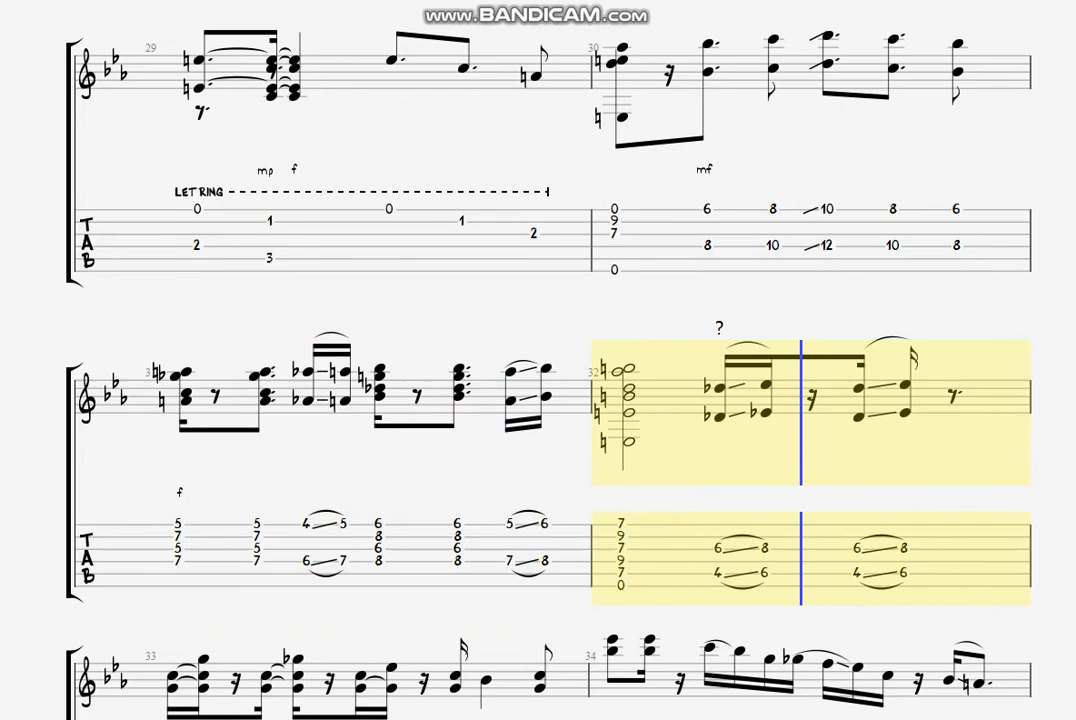 www.BANDICAM.com
29 30
mp f mf
LET RING
0 1 0 1 2 2 3
T A B
0 9 7 0 6 8 10 8 6
8 10 12 10 8
31 ? 32
f
5 5 4 5 6 6 5 6 7
T 7 7 8 8 9
A 5 5 6 6 7 6 8 6 8
7 7 6 7 8 8 7 8 9
B 7 4 6 4 6
0
33 34